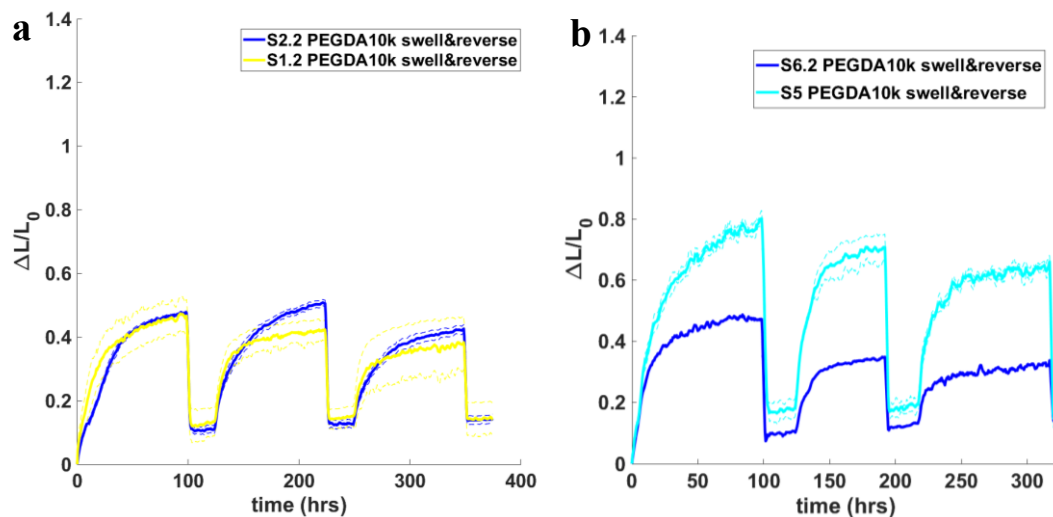 a
S2.2 PEGDA10k swell&reverse
S1.2 PEGDA10k swell&reverse
1.4
1.2
1
0.8
0.6
0.4
0.2
0
ΔL/L0
0 100 200 300 400
time (hrs)
b
S6.2 PEGDA10k swell&reverse
S5 PEGDA10k swell&reverse
1.4
1.2
1
0.8
0.6
0.4
0.2
0
ΔL/L0
0 50 100 150 200 250 300
time (hrs)